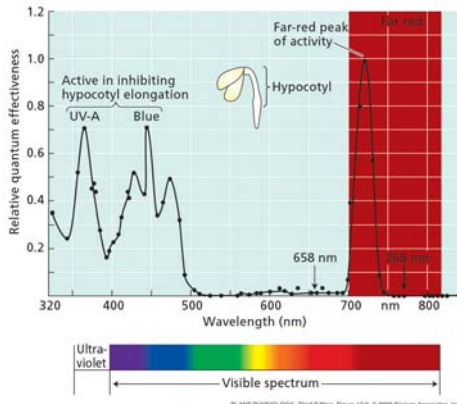 1.2
1.0
0.8
0.6
0.4
0.2
Relative quantum effectiveness
Active in inhibiting
hypocotyl elongation
UV-A
Blue
Hypocotyl
Far-red peak
of activity
Far red
658 nm
768 nm
320
400
500
600
700
nm
800
Wavelength (nm)
Ultra-
violet
Visible spectrum